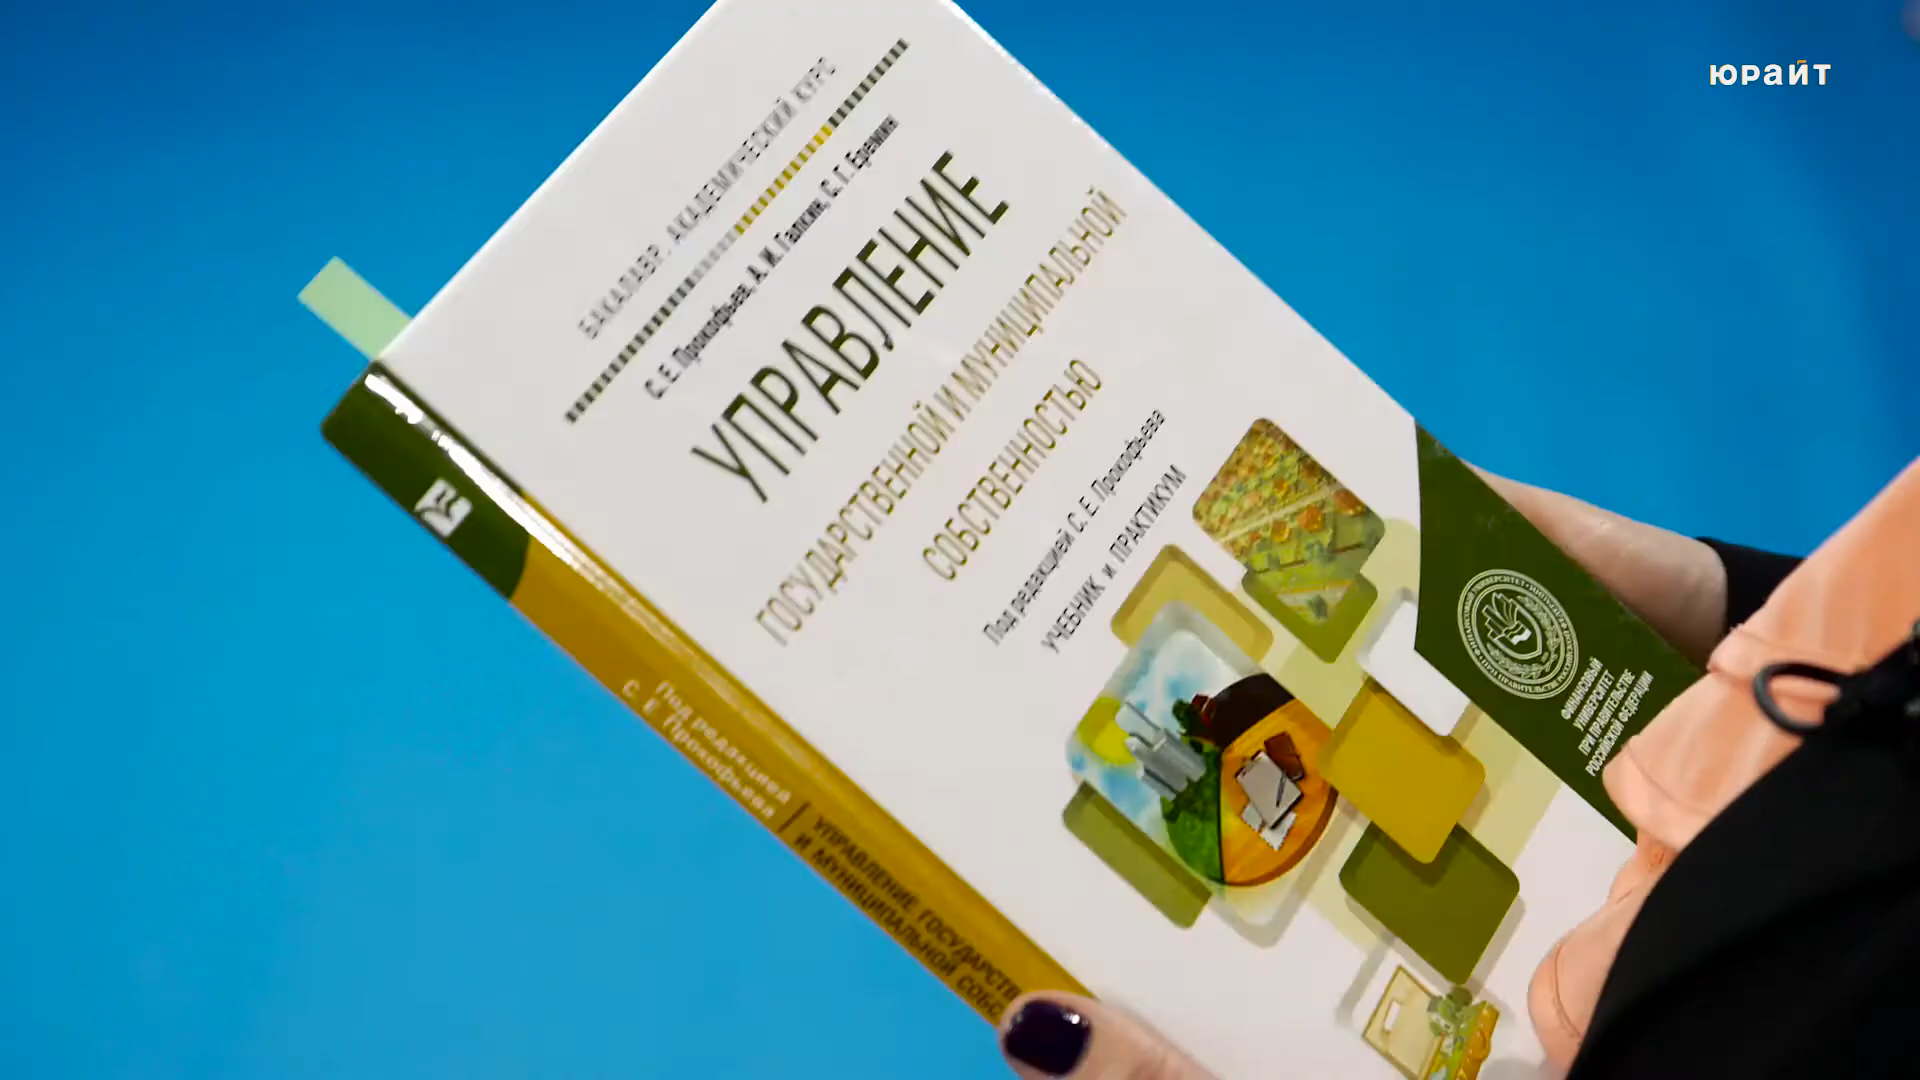 ЮРАЙТ
БАКАЛАВР. АКАДЕМИЧЕСКИЙ КУРС
С. Е. Прокофьев, А. И. Галкин, С. Г. Еремин
УПРАВЛЕНИЕ
ГОСУДАРСТВЕННОЙ И МУНИЦИПАЛЬНОЙ
СОБСТВЕННОСТЬЮ
Под редакцией С. Е. Прокофьева
УЧЕБНИК и ПРАКТИКУМ
ФИНАНСОВЫЙ
УНИВЕРСИТЕТ
ПРИ ПРАВИТЕЛЬСТВЕ
РОССИЙСКОЙ ФЕДЕРАЦИИ
Под редакцией
С. Е. Прокофьева
УПРАВЛЕНИЕ ГОСУДАРСТВ
И МУНИЦИПАЛЬНОЙ СОБС